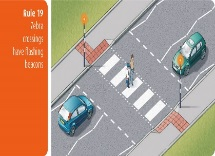 Rule 19
Zebra
crossings
have flashing
beacons